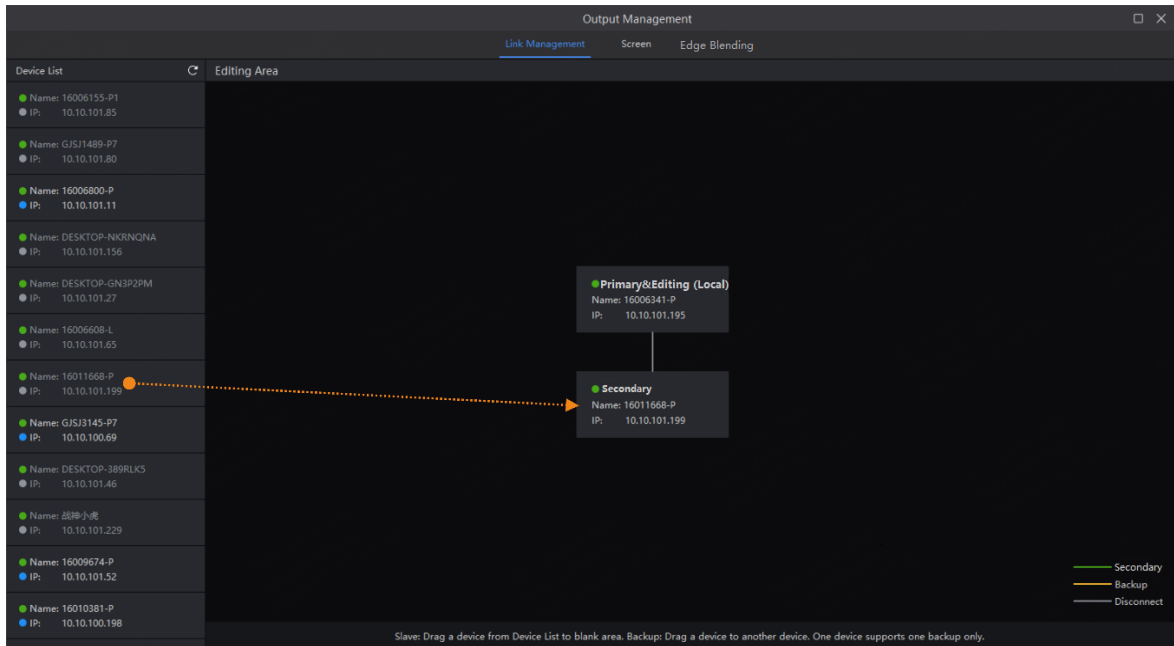 Output Management
Link Management Screen Edge Blending
Device List
Editing Area
Name: 16006155-P1
IP: 10.10.101.85
Name: GJSJ1489-P7
IP: 10.10.101.80
Name: 16006800-P
IP: 10.10.101.11
Name: DESKTOP-NKRNQNA
IP: 10.10.101.156
Name: DESKTOP-GN3P2PM
IP: 10.10.101.27
Name: 16006608-L
IP: 10.10.101.65
Name: 16011668-P
IP: 10.10.101.199
Name: GJSJ3145-P7
IP: 10.10.100.69
Name: DESKTOP-389RLK5
IP: 10.10.101.46
Name: 战神小虎
IP: 10.10.101.229
Name: 16009674-P
IP: 10.10.101.52
Name: 16010381-P
IP: 10.10.100.198
Primary&Editing (Local)
Name: 16006341-P
IP: 10.10.101.195
Secondary
Name: 16011668-P
IP: 10.10.101.199
Secondary
Backup
Disconnect
Slave: Drag a device from Device List to blank area. Backup: Drag a device to another device. One device supports one backup only.